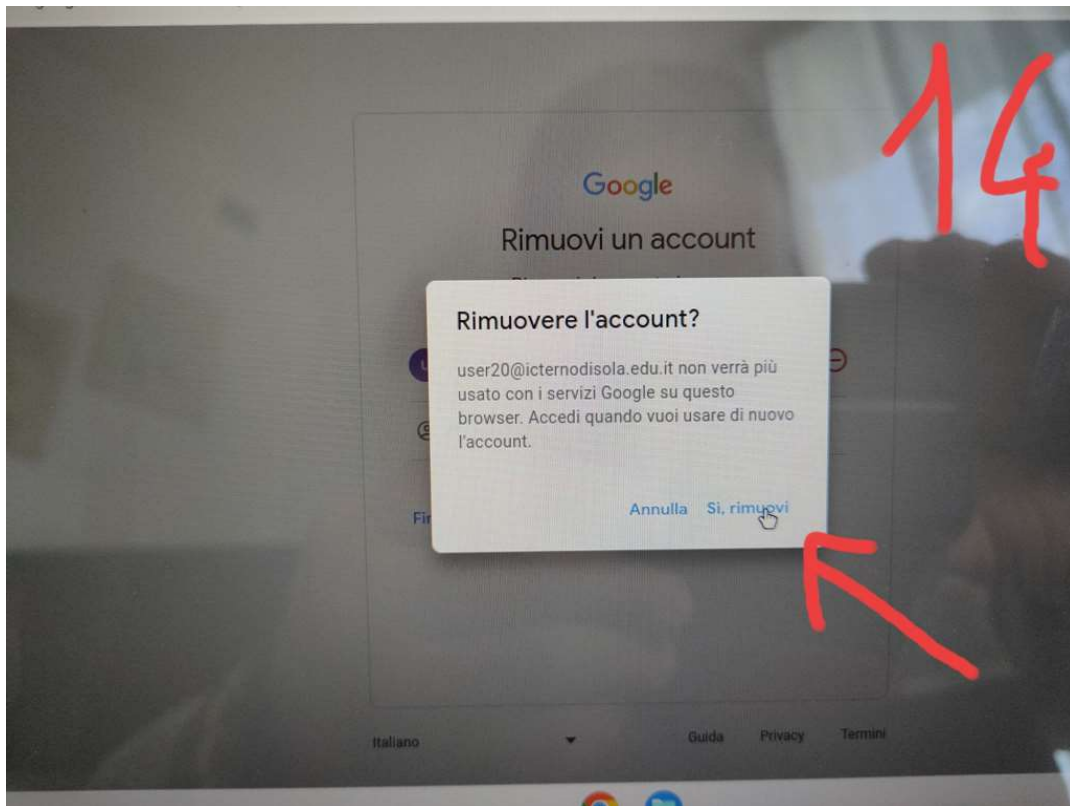 14
Google
Rimuovi un account
Rimuovere l'account?
user20@icternodisola.edu.it non verrà più
usato con i servizi Google su questo
browser. Accedi quando vuoi usare di nuovo
l'account.
Annulla Sì, rimuovi
Italiano Guida Privacy Termini